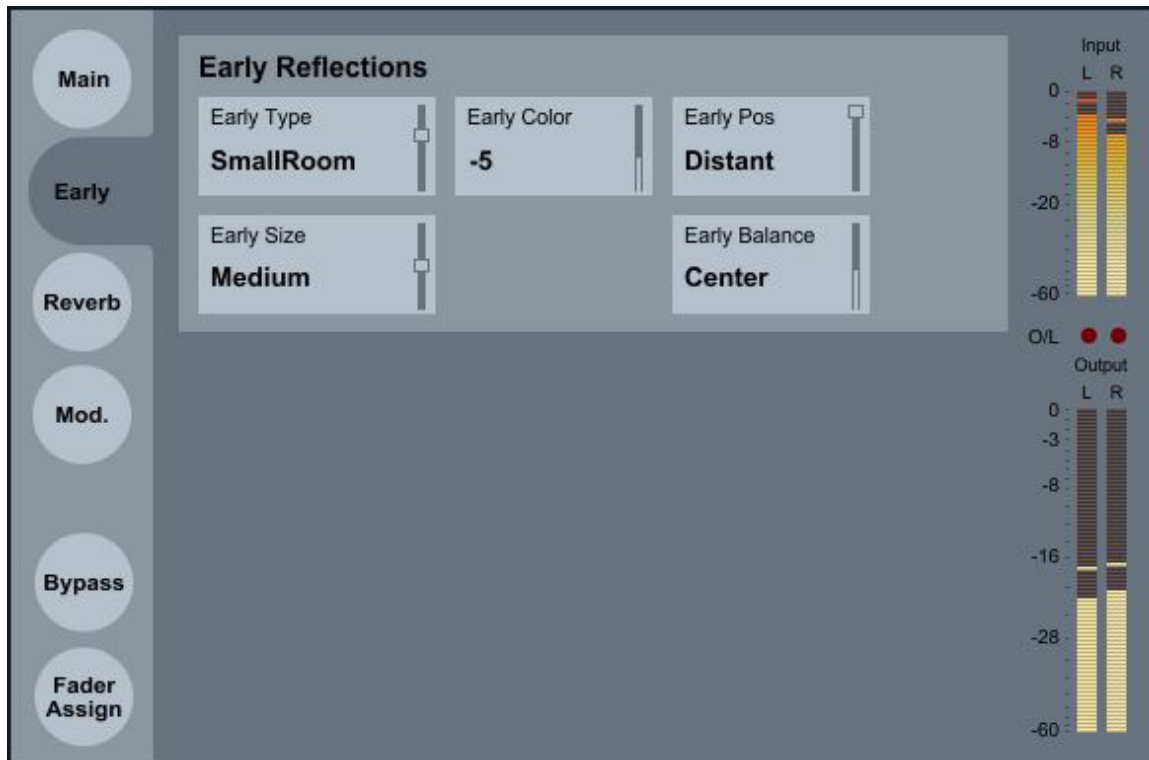 Main
Early
Reverb
Mod.
Bypass
Fader
Assign
Early Reflections
Early Type
SmallRoom
Early Color
-5
Early Pos
Distant
Early Size
Medium
Early Balance
Center
Input
L R
0
-8
-20
-60
O/L
Output
L R
0
-3
-8
-16
-28
-60